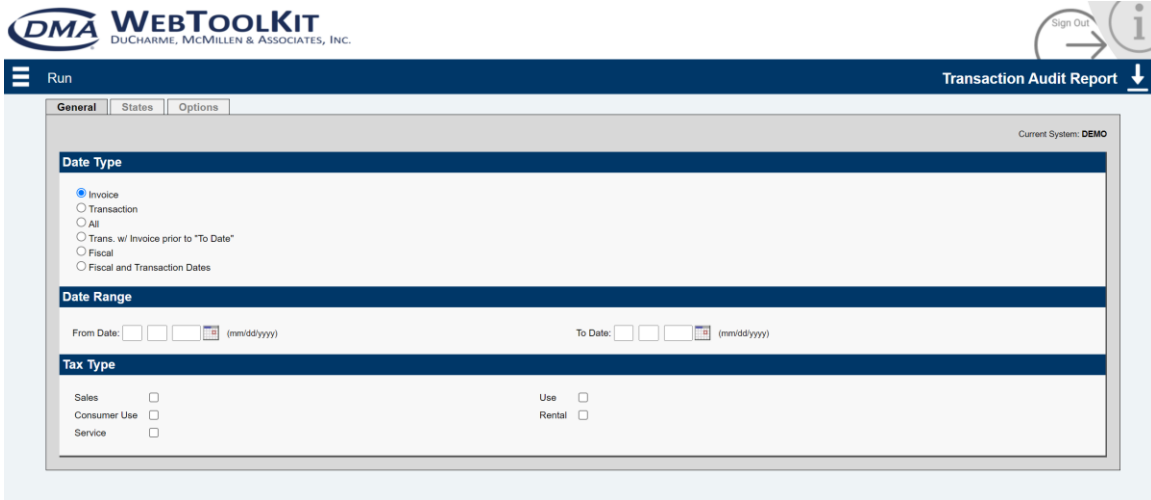 DMA WEBTOOLKIT
DUCHARME, MCMILLEN & ASSOCIATES, INC.
Sign Out
i
Run
Transaction Audit Report
General States Options
Current System: DEMO
Date Type
Invoice
Transaction
All
Trans. w/ Invoice prior to "To Date"
Fiscal
Fiscal and Transaction Dates
Date Range
From Date: (mm/dd/yyyy) To Date: (mm/dd/yyyy)
Tax Type
Sales Use
Consumer Use Rental
Service